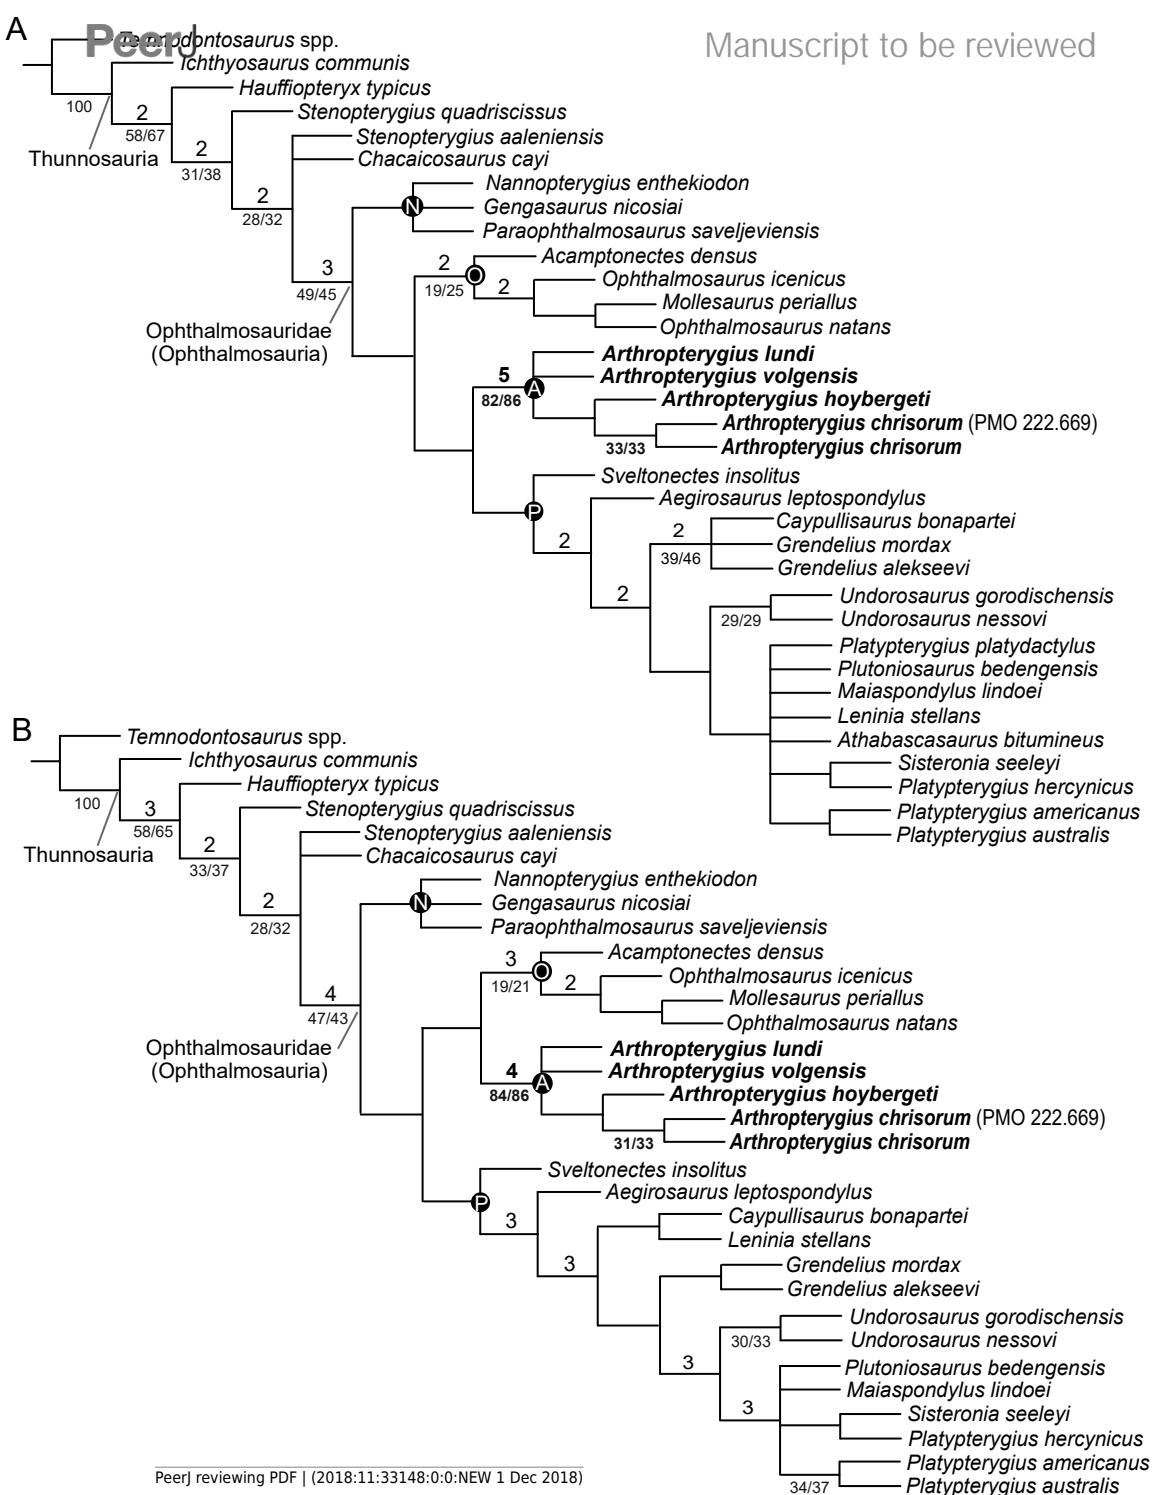 A
PeerJ
Manuscript to be reviewed
Temnodontosaurus spp.
Ichthyosaurus communis
100
Hauffiopteryx typicus
2
58/67
Thunnosauria
Stenopterygius quadriscissus
2
31/38
Stenopterygius aaleniensis
Chacaicosaurus cayi
2
28/32
Nannopterygius enthekiodon
N
Gengasaurus nicosiai
Paraophthalmosaurus saveljeviensis
3
49/45
Ophthalmosauridae
(Ophthalmosauria)
Acamptonectes densus
2
19/25
O
2
Ophthalmosaurus icenicus
Mollesaurus periallus
Ophthalmosaurus natans
Arthropterygius lundi
5
82/86
A
Arthropterygius volgensis
Arthropterygius hoybergeti
Arthropterygius chrisorum (PMO 222.669)
33/33
Arthropterygius chrisorum
Sveltonectes insolitus
P
Aegirosaurus leptospondylus
2
Caypullisaurus bonapartei
2
39/46
Grendelius mordax
Grendelius alekseevi
2
Undorosaurus gorodischensis
29/29
Undorosaurus nessovi
Platypterygius platydactylus
Plutoniosaurus bedengensis
Maiaspondylus lindoei
Leninia stellans
Athabascasaurus bitumineus
Sisteronia seeleyi
Platypterygius hercynicus
Platypterygius americanus
Platypterygius australis
B
Temnodontosaurus spp.
Ichthyosaurus communis
100
Hauffiopteryx typicus
3
58/65
Thunnosauria
Stenopterygius quadriscissus
2
33/37
Stenopterygius aaleniensis
Chacaicosaurus cayi
2
28/32
Nannopterygius enthekiodon
N
Gengasaurus nicosiai
Paraophthalmosaurus saveljeviensis
4
47/43
Ophthalmosauridae
(Ophthalmosauria)
Acamptonectes densus
3
19/21
O
2
Ophthalmosaurus icenicus
Mollesaurus periallus
Ophthalmosaurus natans
Arthropterygius lundi
4
84/86
A
Arthropterygius volgensis
Arthropterygius hoybergeti
Arthropterygius chrisorum (PMO 222.669)
31/33
Arthropterygius chrisorum
Sveltonectes insolitus
P
Aegirosaurus leptospondylus
3
Caypullisaurus bonapartei
Leninia stellans
3
Grendelius mordax
Grendelius alekseevi
Undorosaurus gorodischensis
30/33
Undorosaurus nessovi
3
Plutoniosaurus bedengensis
Maiaspondylus lindoei
3
Sisteronia seeleyi
Platypterygius hercynicus
Platypterygius americanus
34/37
Platypterygius australis
PeerJ reviewing PDF | (2018:11:33148:0:0:NEW 1 Dec 2018)